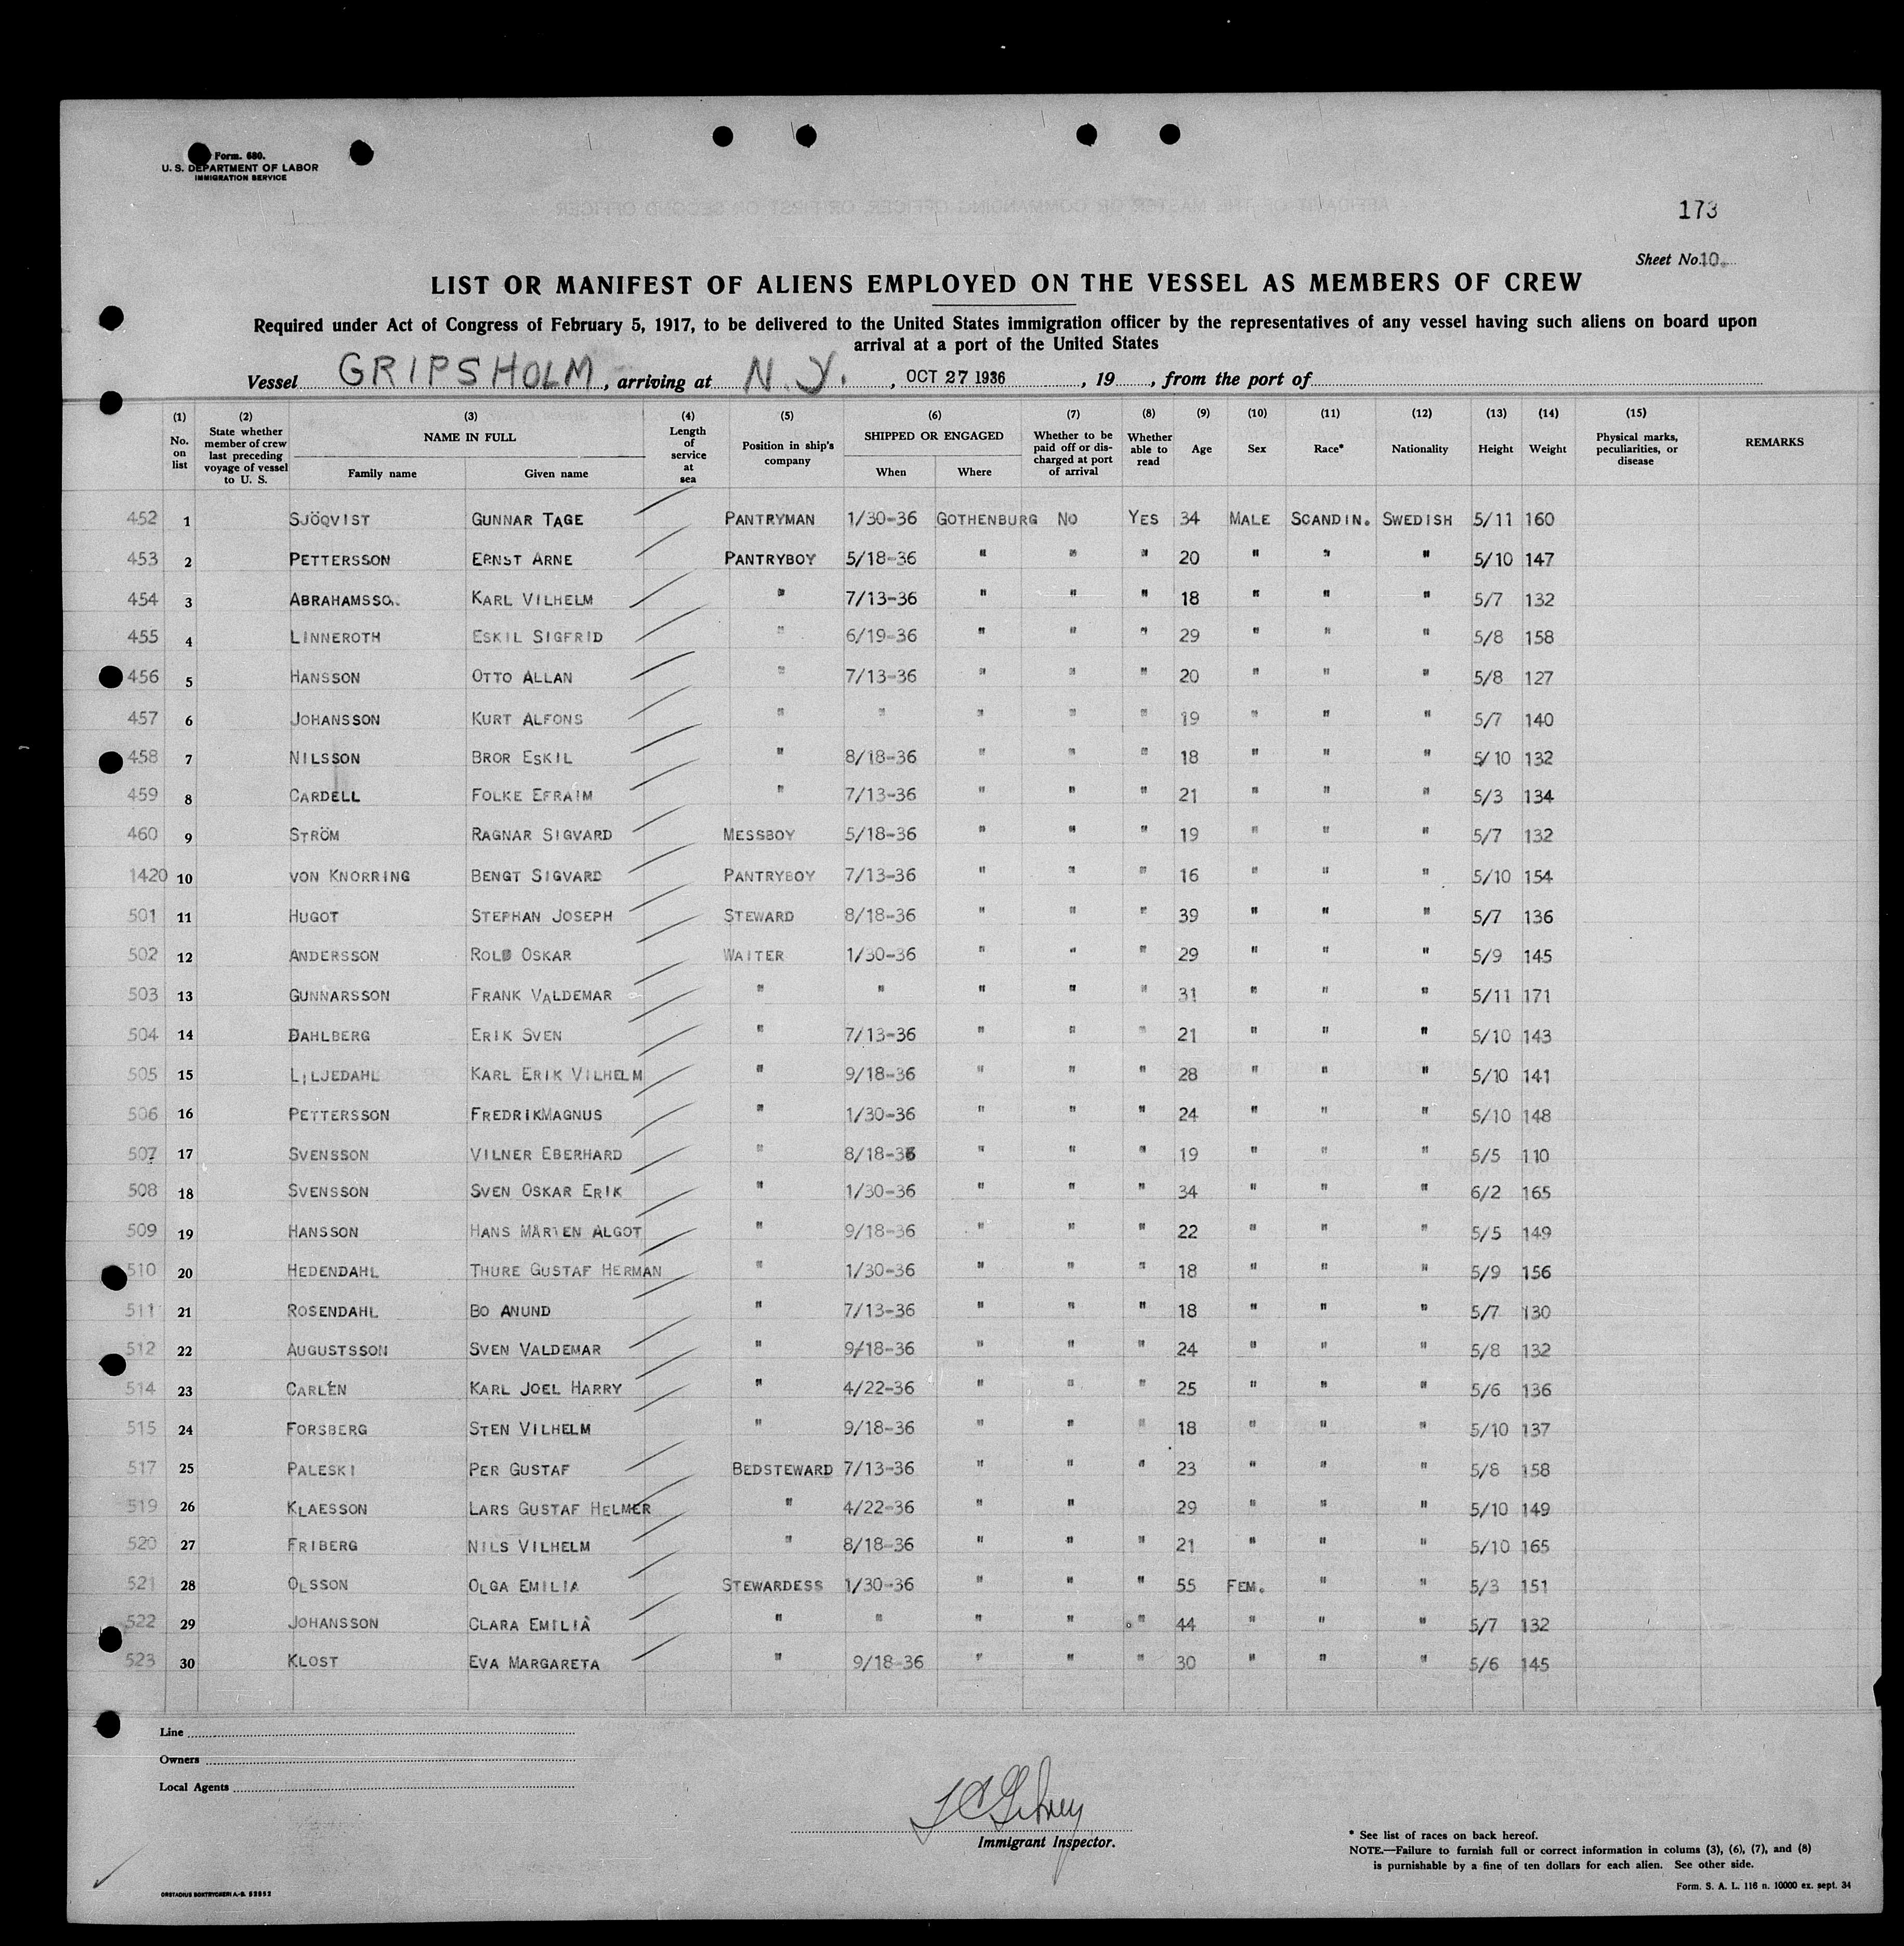 Form. 680.
U. S. DEPARTMENT OF LABOR
IMMIGRATION SERVICE
173
Sheet No. 10.
LIST OR MANIFEST OF ALIENS EMPLOYED ON THE VESSEL AS MEMBERS OF CREW
Required under Act of Congress of February 5, 1917, to be delivered to the United States immigration officer by the representatives of any vessel having such aliens on board upon
arrival at a port of the United States
Vessel GRIPSHOLM, arriving at N.Y., OCT 27 1936, 19, from the port of
(1) No. on list (2) State whether member of crew last preceding voyage of vessel to U. S. (3) NAME IN FULL Family name Given name (4) Length of service at sea (5) Position in ship's company (6) SHIPPED OR ENGAGED When Where (7) Whether to be paid off or discharged at port of arrival (8) Whether able to read (9) Age (10) Sex (11) Race* (12) Nationality (13) Height (14) Weight (15) Physical marks, peculiarities, or disease REMARKS
452 1 SJÖQVIST GUNNAR TAGE PANTRYMAN 1/30-36 GOTHENBURG NO YES 34 MALE SCANDIN. SWEDISH 5/11 160
453 2 PETTERSSON ERNST ARNE PANTRYBOY 5/18-36 " " " 20 " " " 5/10 147
454 3 ABRAHAMSSO. KARL VILHELM " 7/13-36 " " " 18 " " " 5/7 132
455 4 LINNEROTH ESKIL SIGFRID " 6/19-36 " " " 29 " " " 5/8 158
456 5 HANSSON OTTO ALLAN " 7/13-36 " " " 20 " " " 5/8 127
457 6 JOHANSSON KURT ALFONS " " " " " 19 " " " 5/7 140
458 7 NILSSON BROR ESKIL " 8/18-36 " " " 18 " " " 5/10 132
459 8 CARDELL FOLKE EFRAIM " 7/13-36 " " " 21 " " " 5/3 134
460 9 STRÖM RAGNAR SIGVARD MESSBOY 5/18-36 " " " 19 " " " 5/7 132
1420 10 VON KNORRING BENGT SIGVARD PANTRYBOY 7/13-36 " " " 16 " " " 5/10 154
501 11 HUGOT STEPHAN JOSEPH STEWARD 8/18-36 " " " 39 " " " 5/7 136
502 12 ANDERSSON OSKAR WAITER 1/30-36 " " " 29 " " " 5/9 145
503 13 GUNNARSSON FRANK VALDEMAR " " " " " 31 " " " 5/11 171
504 14 DAHLBERG ERIK SVEN " 7/13-36 " " " 21 " " " 5/10 143
505 15 LILJEDAHL KARL ERIK VILHELM " 9/18-36 " " " 28 " " " 5/10 141
506 16 PETTERSSON FREDRIKMAGNUS " 1/30-36 " " " 24 " " " 5/10 148
507 17 SVENSSON VILNER EBERHARD " 8/18-36 " " " 19 " " " 5/5 110
508 18 SVENSSON SVEN OSKAR ERIK " 1/30-36 " " " 34 " " " 6/2 165
509 19 HANSSON HANS MÅRTEN ALGOT " 9/18-36 " " " 22 " " " 5/5 149
510 20 HEDENDAHL THURE GUSTAF HERMAN " 1/30-36 " " " 18 " " " 5/9 156
511 21 ROSENDAHL BO ANUND " 7/13-36 " " " 18 " " " 5/7 130
512 22 AUGUSTSSON SVEN VALDEMAR " 9/18-36 " " " 24 " " " 5/8 132
514 23 CARLÉN KARL JOEL HARRY " 4/22-36 " " " 25 " " " 5/6 136
515 24 FORSBERG STEN VILHELM " 9/18-36 " " " 18 " " " 5/10 137
517 25 PALESKI PER GUSTAF BEDSTEWARD 7/13-36 " " " 23 " " " 5/8 158
519 26 KLAESSON LARS GUSTAF HELMER " 4/22-36 " " 29 " " " 5/10 149
520 27 FRIBERG NILS VILHELM " 8/18-36 " " " 21 " " " 5/10 165
521 28 OLSSON OLGA EMILIA STEWARDESS 1/30-36 " " " 55 FEM. " " 5/3 151
522 29 JOHANSSON CLARA EMILIA " " " " " 44 " " " 5/7 132
523 30 KLOST EVA MARGARETA " 9/18-36 " " " 30 " " " 5/6 145
Line
Owners
Local Agents
Immigrant Inspector.
* See list of races on back hereof.
NOTE.—Failure to furnish full or correct information in colums (3), (6), (7), and (8)
is purnishable by a fine of ten dollars for each alien. See other side.
Form. S. A. L. 116 n. 10000 ex. sept. 34
ORSTADIUS BOKTRYCKERI A.-B. 52552